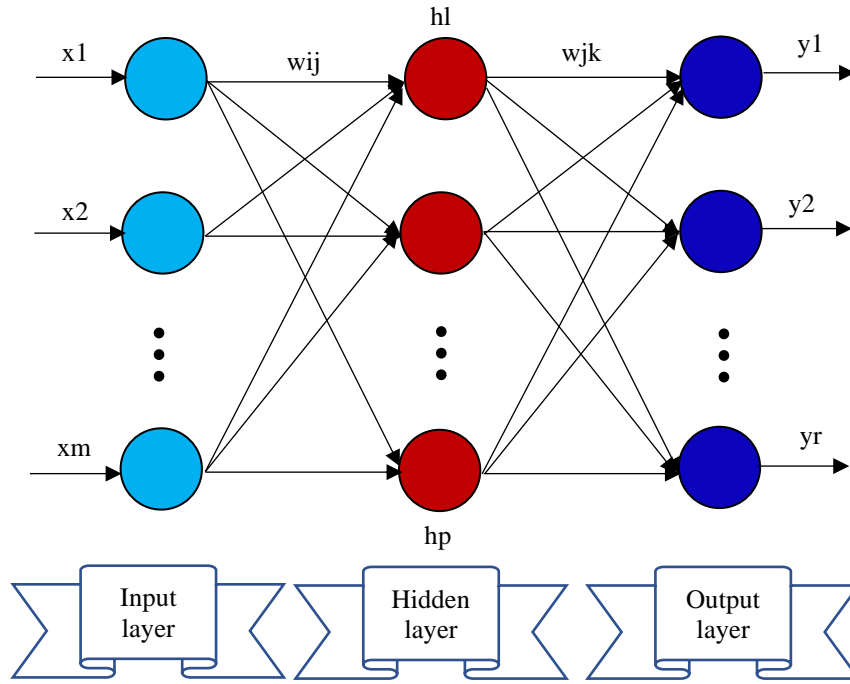 hl
x1
wij
wjk
y1
x2
y2
xm
yr
hp
Input
layer
Hidden
layer
Output
layer